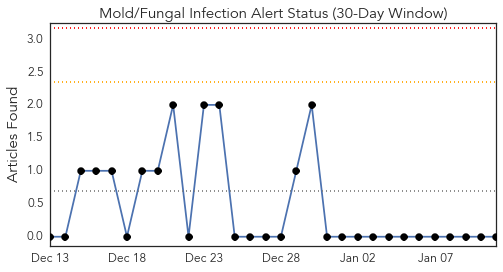 Mold/Fungal Infection Alert Status (30-Day Window)
Articles Found
3.0
2.5
2.0
1.5
1.0
0.5
0.0
Dec 13 Dec 18 Dec 23 Dec 28 Jan 02 Jan 07